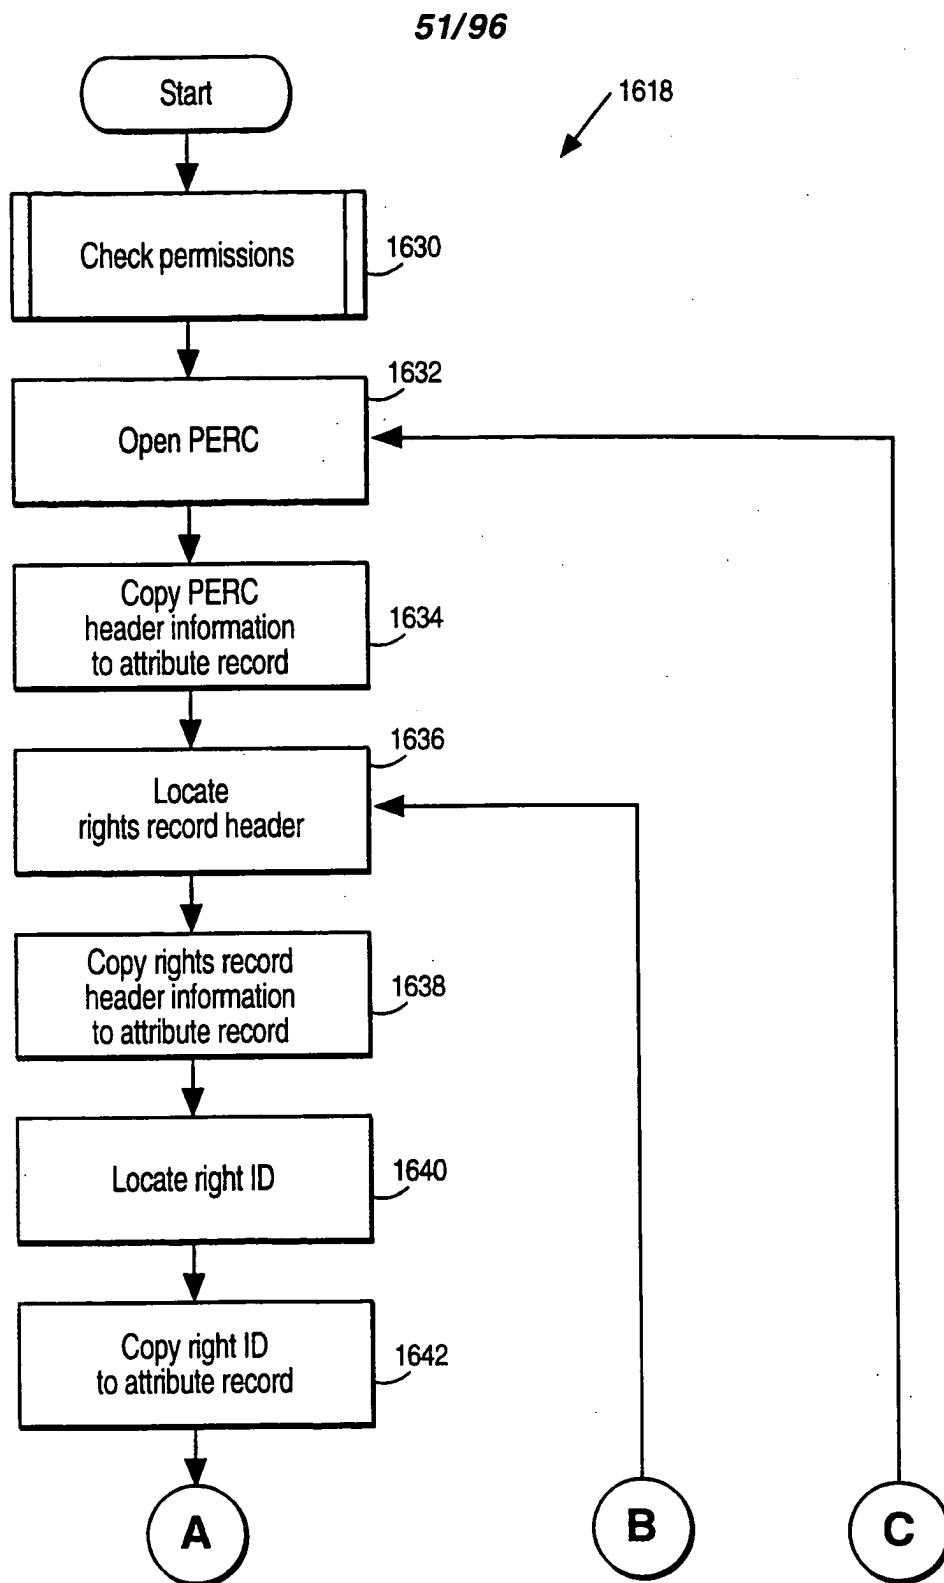 51/96
Start
1618
Check permissions
1630
1632
Open PERC
Copy PERC
header information
to attribute record
1634
1636
Locate
rights record header
Copy rights record
header information
to attribute record
1638
Locate right ID
1640
Copy right ID
to attribute record
1642
A
B
C